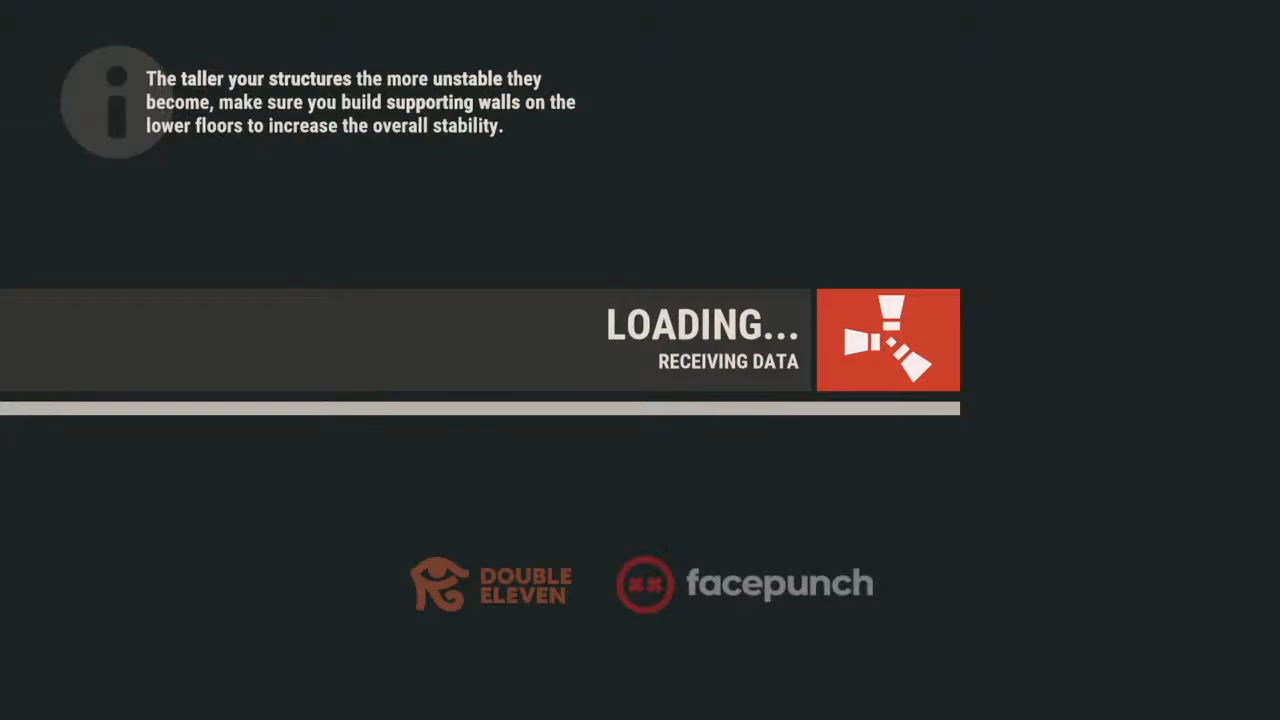 The taller your structures the more unstable they
become, make sure you build supporting walls on the
lower floors to increase the overall stability.
LOADING...
RECEIVING DATA
DOUBLE
ELEVEN
facepunch